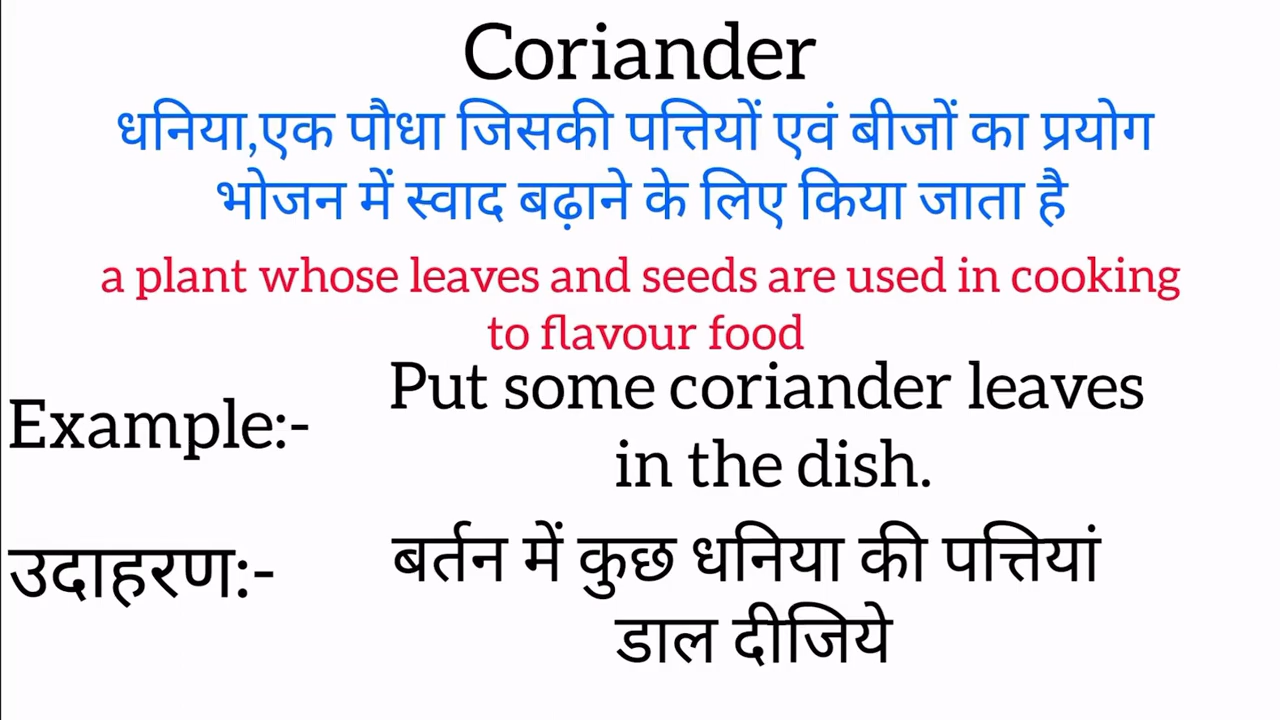 Coriander
धनिया,एक पौधा जिसकी पत्तियों एवं बीजों का प्रयोग
भोजन में स्वाद बढ़ाने के लिए किया जाता है
a plant whose leaves and seeds are used in cooking
to flavour food
Example:-
Put some coriander leaves
in the dish.
उदाहरण:-
बर्तन में कुछ धनिया की पत्तियां
डाल दीजिये